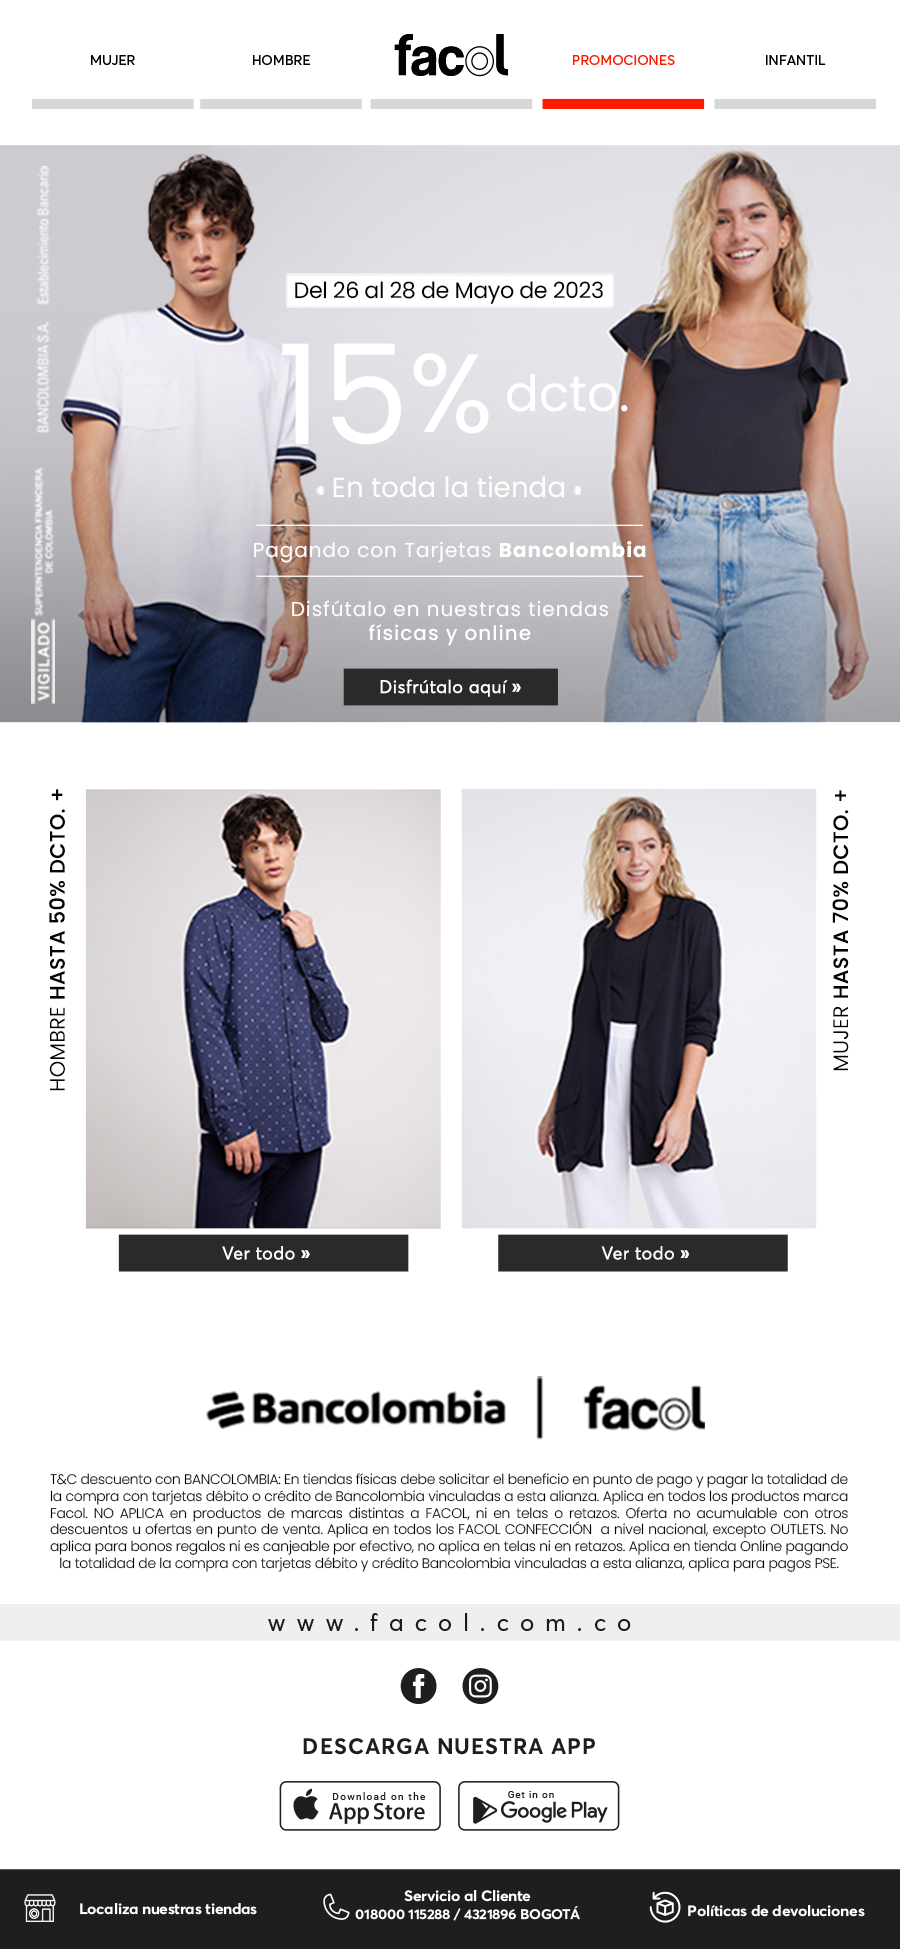 MUJER
HOMBRE
facol
PROMOCIONES
INFANTIL
Establecimiento Bancario
BANCOLOMBIA S.A.
SUPERINTENDENCIA FINANCIERA
DE COLOMBIA
VIGILADO
Del 26 al 28 de Mayo de 2023
15% dcto.
• En toda la tienda •
Pagando con Tarjetas Bancolombia
Disfútalo en nuestras tiendas
físicas y online
Disfrútalo aquí »
HOMBRE HASTA 50% DCTO. +
MUJER HASTA 70% DCTO. +
Ver todo »
Ver todo »
Bancolombia | facol
T&C descuento con BANCOLOMBIA: En tiendas físicas debe solicitar el beneficio en punto de pago y pagar la totalidad de
la compra con tarjetas débito o crédito de Bancolombia vinculadas a esta alianza. Aplica en todos los productos marca
Facol. NO APLICA en productos de marcas distintas a FACOL, ni en telas o retazos. Oferta no acumulable con otros
descuentos u ofertas en punto de venta. Aplica en todos los FACOL CONFECCIÓN a nivel nacional, excepto OUTLETS. No
aplica para bonos regalos ni es canjeable por efectivo, no aplica en telas ni en retazos. Aplica en tienda Online pagando
la totalidad de la compra con tarjetas débito y crédito Bancolombia vinculadas a esta alianza, aplica para pagos PSE.
www.facol.com.co
DESCARGA NUESTRA APP
Download on the
App Store
Get in on
Google Play
Localiza nuestras tiendas
Servicio al Cliente
018000 115288 / 4321896 BOGOTÁ
Políticas de devoluciones